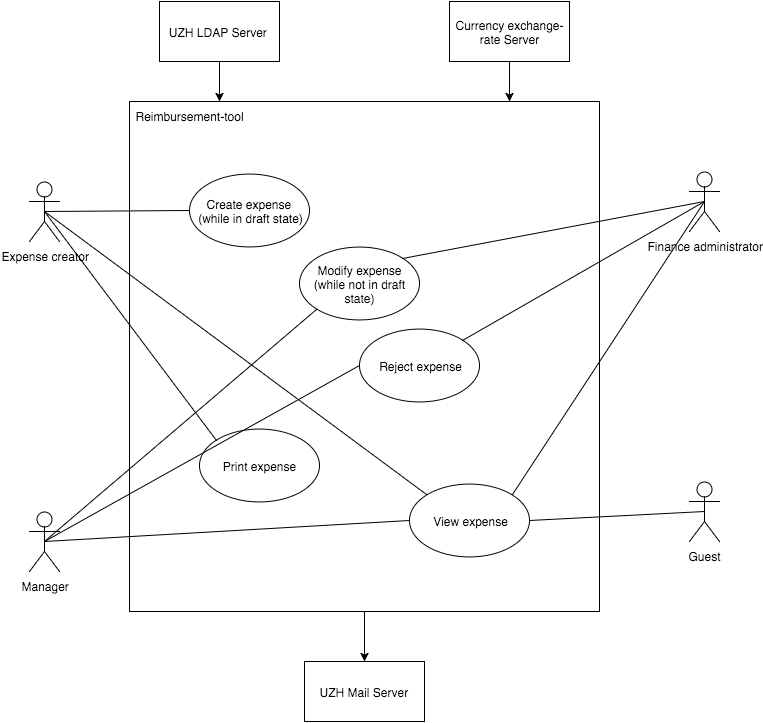 UZH LDAP Server
Currency exchange-
rate Server
Reimbursement-tool
Create expense
(while in draft state)
Expense creator
Finance administrator
Modify expense
(while not in draft
state)
Reject expense
Print expense
View expense
Manager
Guest
UZH Mail Server